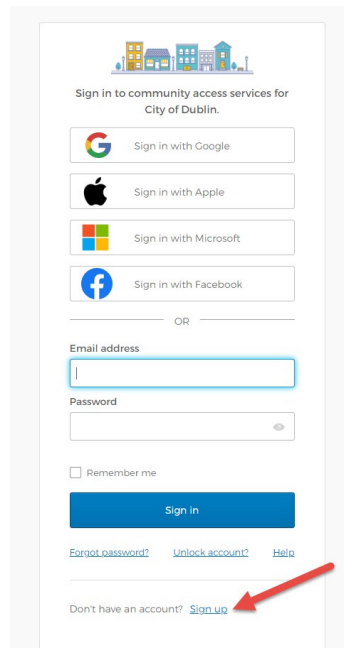 Sign in to community access services for
City of Dublin.
Sign in with Google
Sign in with Apple
Sign in with Microsoft
Sign in with Facebook
OR
Email address
Password
Remember me
Sign in
Forgot password? Unlock account? Help
Don't have an account? Sign up